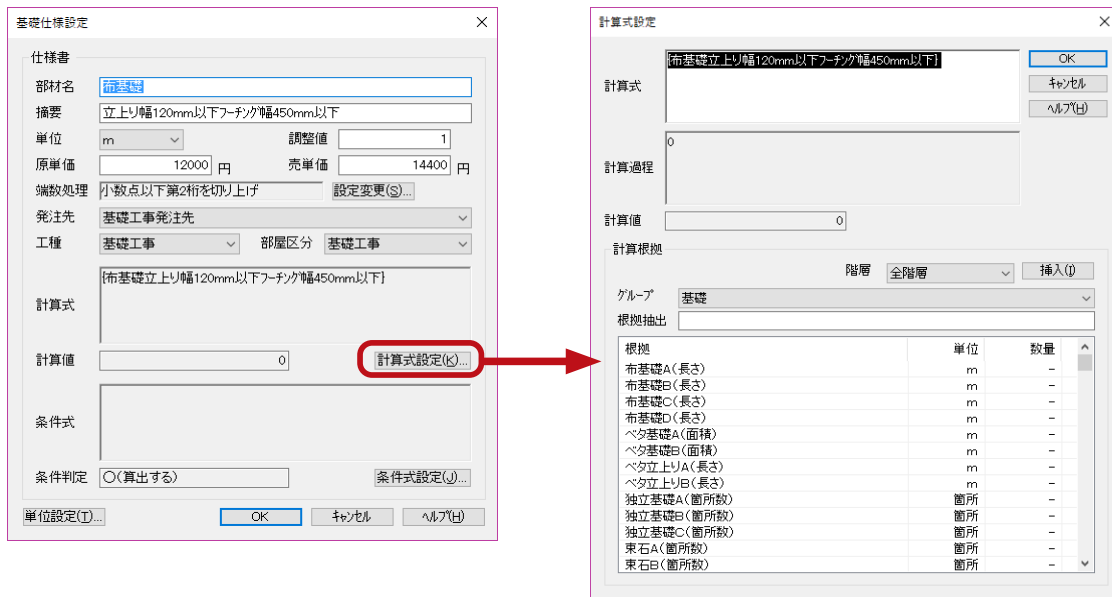 基礎仕様設定
仕様書
部材名 布基礎
摘要 立上り幅120mm以下フーチング幅450mm以下
単位 m 調整値 1
原単価 12000 円 売単価 14400 円
端数処理 小数点以下第2桁を切り上げ 設定変更(S)...
発注先 基礎工事発注先
工種 基礎工事 部屋区分 基礎工事
計算式 {布基礎立上り幅120mm以下フーチング幅450mm以下}
計算値 0 計算式設定(K)...
条件式
条件判定 〇(算出する) 条件式設定(J)...
単位設定(T)... OK キャンセル ヘルプ(H)
計算式設定
計算式 {布基礎立上り幅120mm以下フーチング幅450mm以下}
OK
キャンセル
ヘルプ(H)
計算過程 0
計算値 0
計算根拠
階層 全階層 挿入(I)
グループ 基礎
根拠抽出
根拠 単位 数量
布基礎A(長さ) m -
布基礎B(長さ) m -
布基礎C(長さ) m -
布基礎D(長さ) m -
ベタ基礎A(面積) m -
ベタ基礎B(面積) m -
ベタ立上りA(長さ) m -
ベタ立上りB(長さ) m -
独立基礎A(箇所数) 箇所 -
独立基礎B(箇所数) 箇所 -
独立基礎C(箇所数) 箇所 -
束石A(箇所数) 箇所 -
束石B(箇所数) 箇所 -